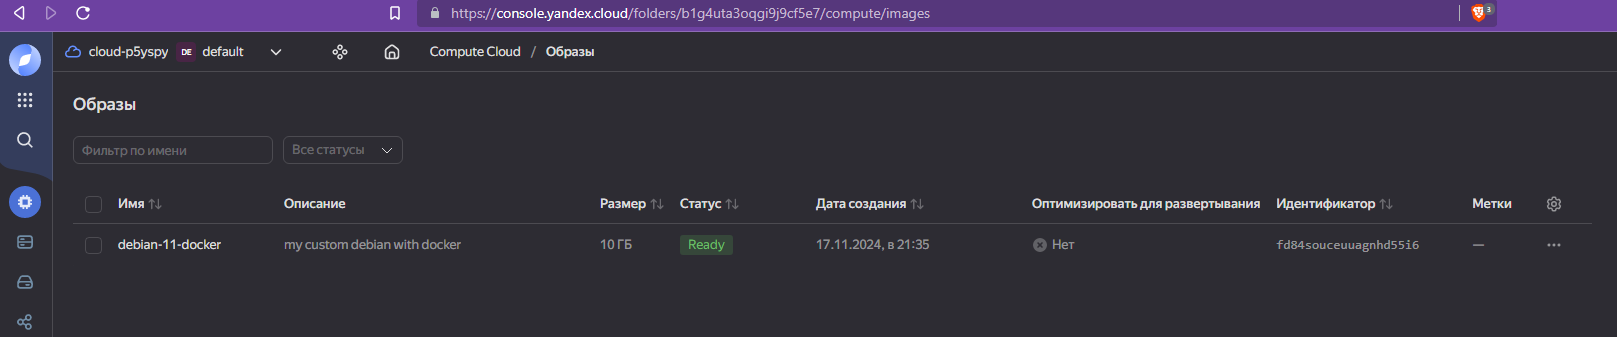 https://console.yandex.cloud/folders/b1g4uta3oqgi9j9cf5e7/compute/images
3
cloud-p5yspy DE default Compute Cloud / Образы
Образы
Фильтр по имени Все статусы
Имя Описание Размер Статус Дата создания Оптимизировать для развертывания Идентификатор Метки
debian-11-docker my custom debian with docker 10 ГБ Ready 17.11.2024, в 21:35 Нет fd84souceuuagnhd55i6 —